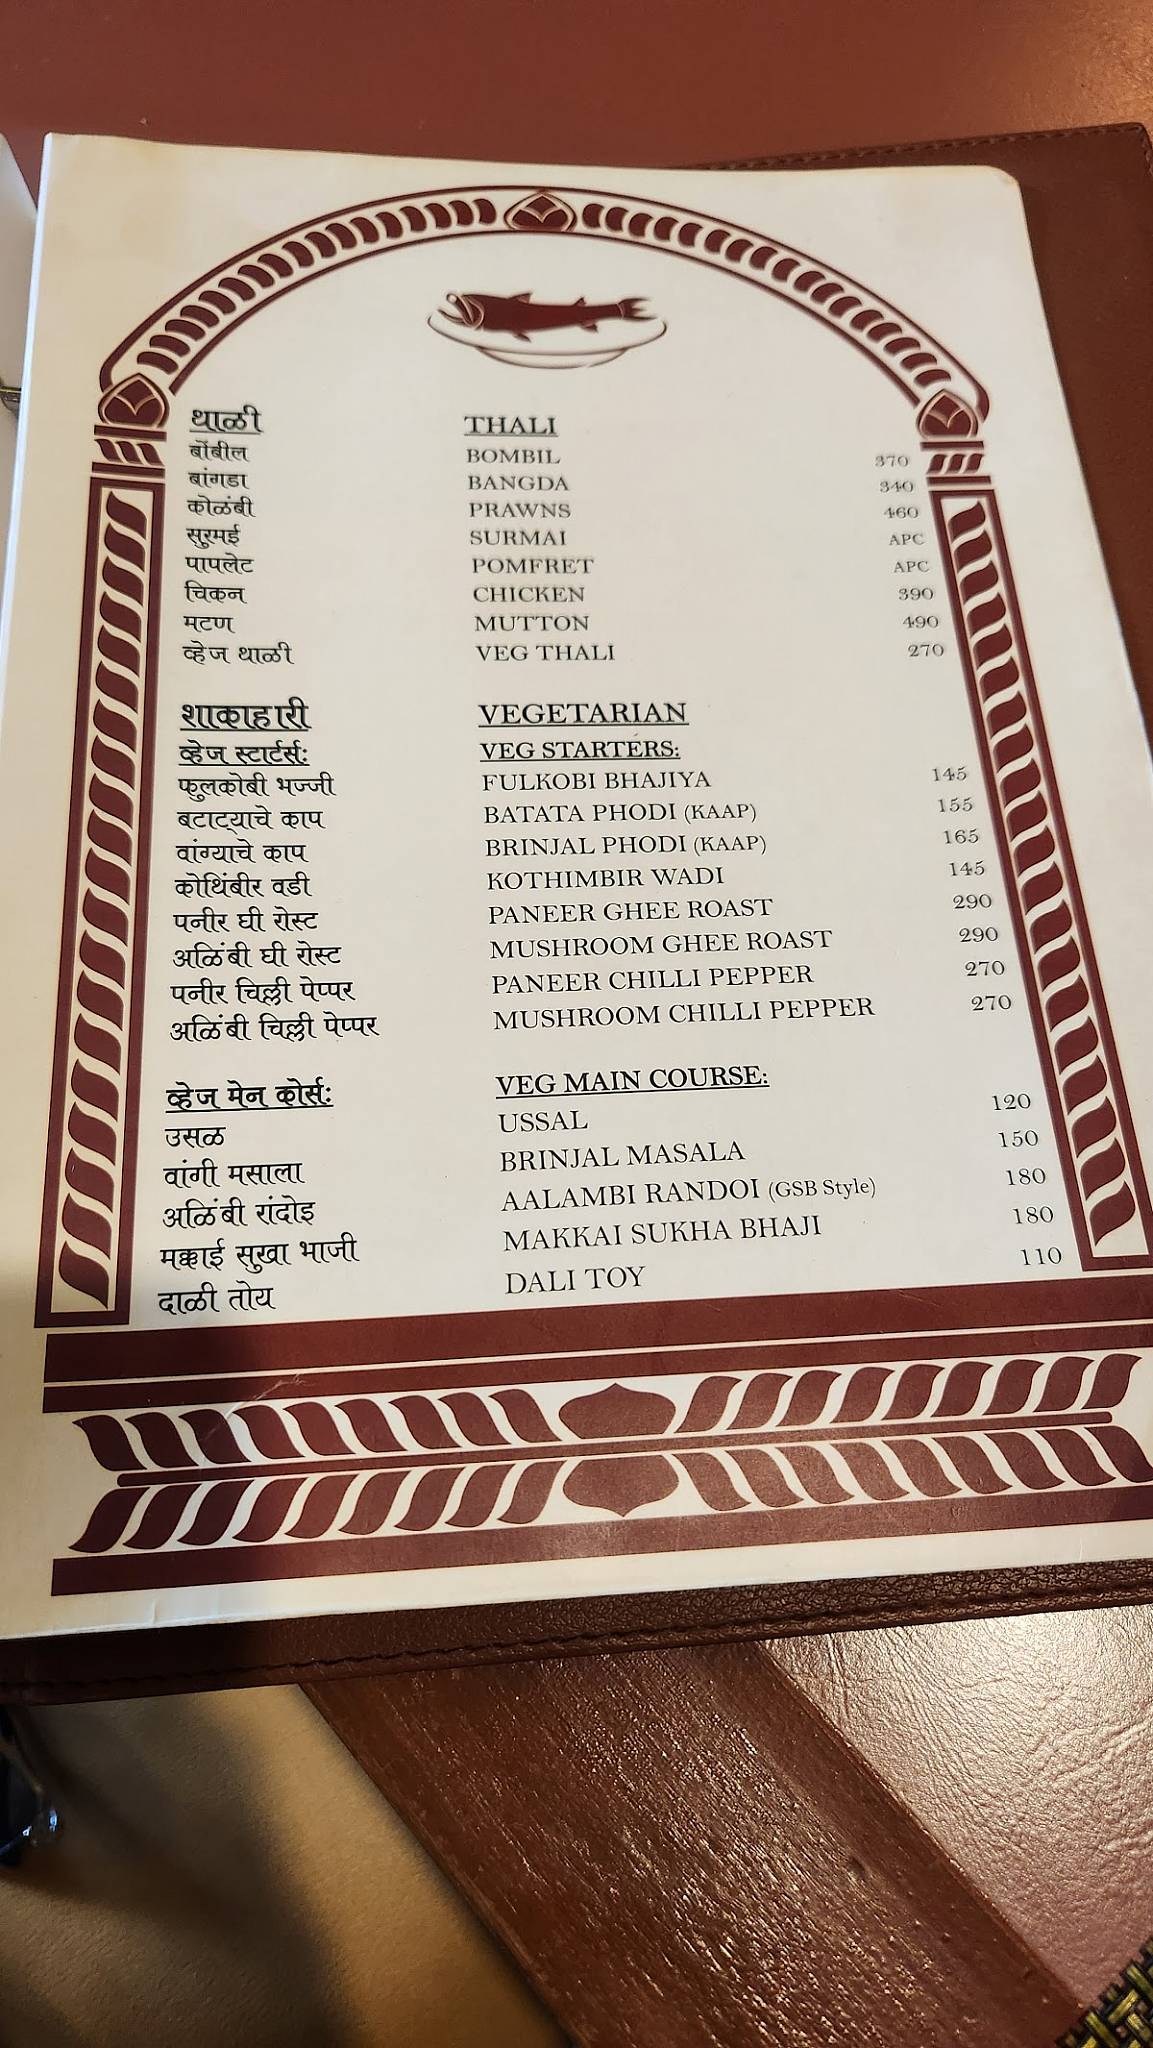 थाळी THALI
बोंबील BOMBIL 370
बांगडा BANGDA 340
कोळंबी PRAWNS 460
सुरमई SURMAI APC
पापलेट POMFRET APC
चिकन CHICKEN 390
मटण MUTTON 490
व्हेज थाळी VEG THALI 270
शाकाहारी VEGETARIAN
व्हेज स्टार्टर्स: VEG STARTERS:
फुलकोबी भज्जी FULKOBI BHAJIYA 145
बटाट्याचे काप BATATA PHODI (KAAP) 155
वांग्याचे काप BRINJAL PHODI (KAAP) 165
कोथिंबीर वडी KOTHIMBIR WADI 145
पनीर घी रोस्ट PANEER GHEE ROAST 290
अळिंबी घी रोस्ट MUSHROOM GHEE ROAST 290
पनीर चिल्ली पेप्पर PANEER CHILLI PEPPER 270
अळिंबी चिल्ली पेप्पर MUSHROOM CHILLI PEPPER 270
व्हेज मेन कोर्स: VEG MAIN COURSE:
उसळ USSAL 120
वांगी मसाला BRINJAL MASALA 150
अळिंबी रांदोइ AALAMBI RANDOI (GSB Style) 180
मक्काई सुखा भाजी MAKKAI SUKHA BHAJI 180
दाळी तोय DALI TOY 110